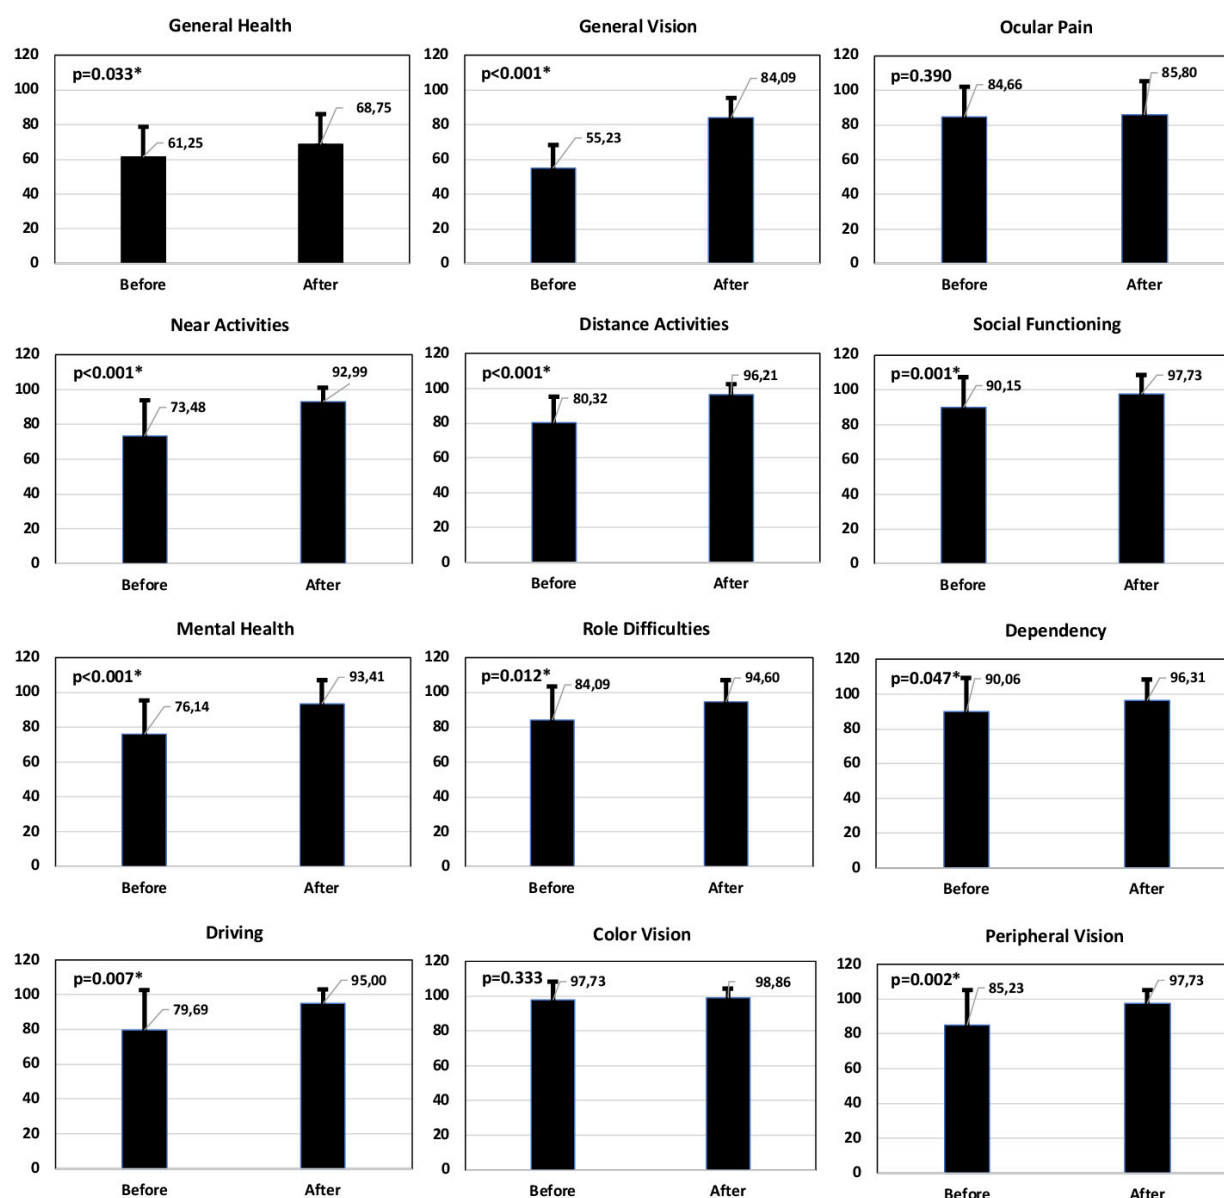 General Health
General Vision
Ocular Pain
120
100
80
60
40
20
0
p=0.033*
61,25
68,75
Before
After
120
100
80
60
40
20
0
p<0.001*
55,23
84,09
Before
After
120
100
80
60
40
20
0
p=0.390
84,66
85,80
Before
After
Near Activities
Distance Activities
Social Functioning
120
100
80
60
40
20
0
p<0.001*
73,48
92,99
Before
After
120
100
80
60
40
20
0
p<0.001*
80,32
96,21
Before
After
120
100
80
60
40
20
0
p=0.001*
90,15
97,73
Before
After
Mental Health
Role Difficulties
Dependency
120
100
80
60
40
20
0
p<0.001*
76,14
93,41
Before
After
120
100
80
60
40
20
0
p=0.012*
84,09
94,60
Before
After
120
100
80
60
40
20
0
p=0.047*
90,06
96,31
Before
After
Driving
Color Vision
Peripheral Vision
120
100
80
60
40
20
0
p=0.007*
79,69
95,00
Before
After
120
100
80
60
40
20
0
p=0.333
97,73
98,86
Before
After
120
100
80
60
40
20
0
p=0.002*
85,23
97,73
Before
After